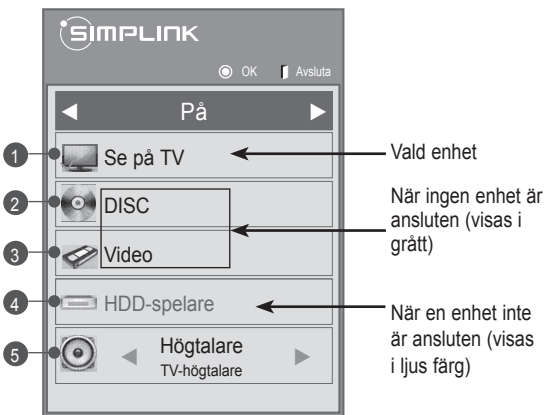 SIMPLINK
OK Avsluta
På
1 Se på TV
2 DISC
3 Video
4 HDD-spelare
5 Högtalare
TV-högtalare
Vald enhet
När ingen enhet är
ansluten (visas i
grått)
När en enhet inte
är ansluten (visas
i ljus färg)